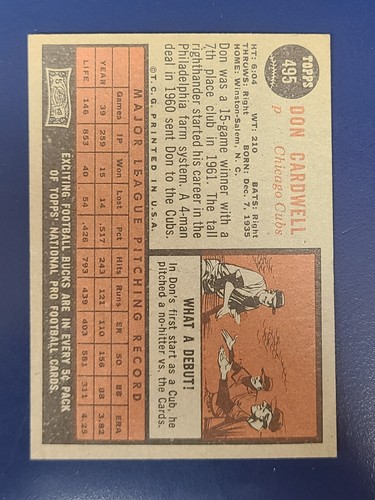 TOPPS
495
DON CARDWELL
P Chicago Cubs
HT: 6:04 WT: 210 BATS: Right
THROWS: Right BORN: Dec. 7, 1935
HOME: Winston-Salem, N. C.
Don was a 15-game winner with a
7th place club in 1961. The tall
righthander started his career in the
Philadelphia farm system. A 4-man
deal in 1960 sent Don to the Cubs.
© T. C. G. PRINTED IN U.S.A.
WHAT A DEBUT!
In Don's first start as a Cub, he
pitched a no-hitter vs. the Cards.
MAJOR LEAGUE PITCHING RECORD
Games IP Won Lost Pct Hits Runs ER SO BB ERA
YEAR 39 259 15 14 .517 243 121 110 156 88 3.82
LIFE 146 853 40 54 .426 793 439 403 581 311 4.25
EXCITING FOOTBALL BUCKS ARE IN EVERY 5¢ PACK
OF TOPPS' NATIONAL PRO FOOTBALL CARDS.